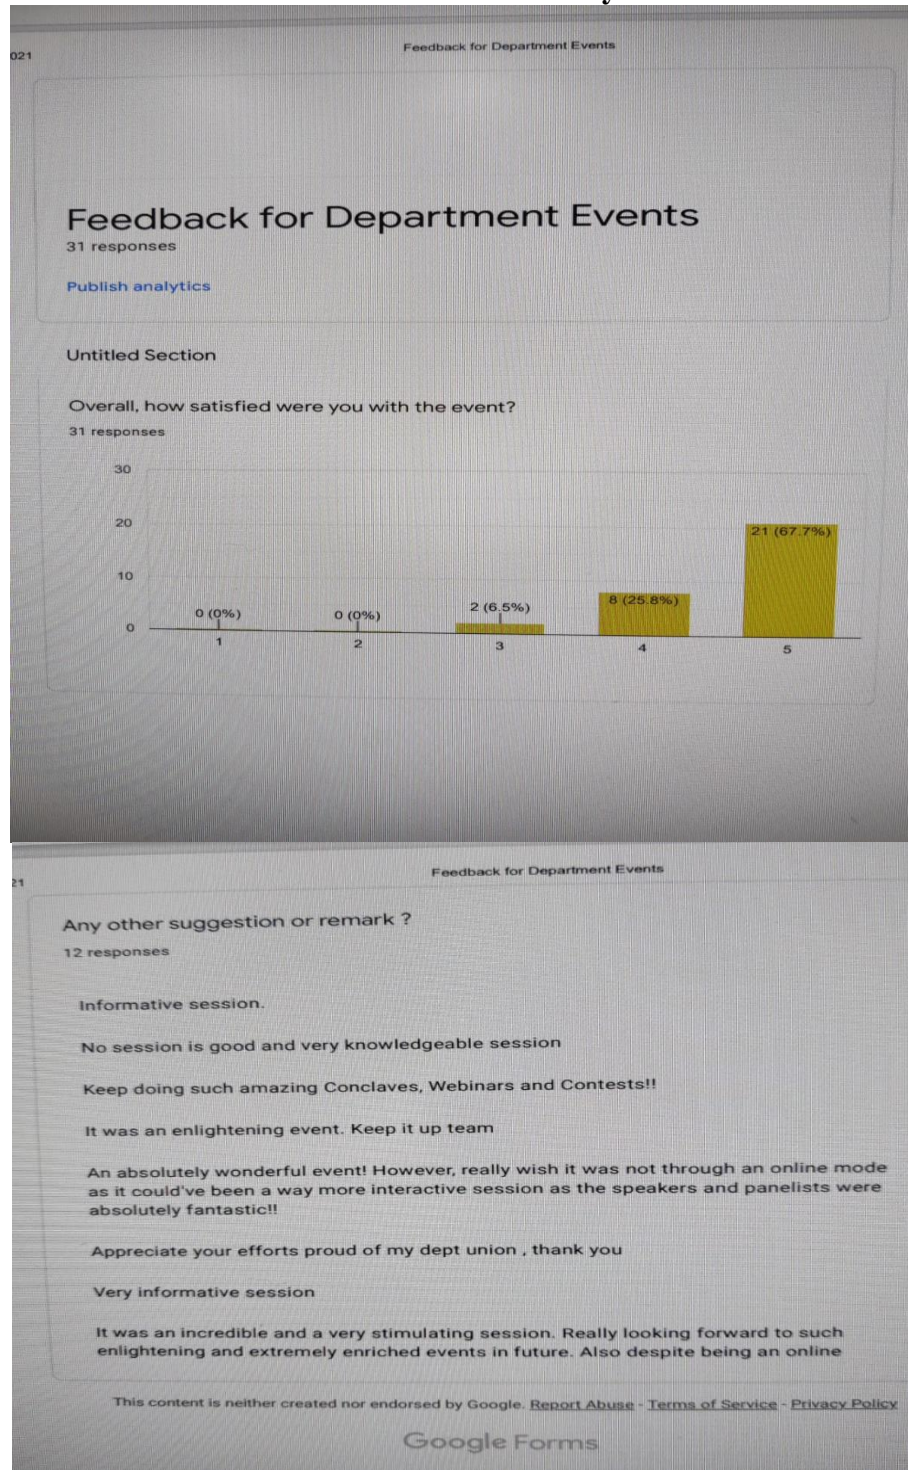 021
Feedback for Department Events
Feedback for Department Events
31 responses
Publish analytics
Untitled Section
Overall, how satisfied were you with the event?
31 responses
30
20
10
0
0 (0%)
0 (0%)
2 (6.5%)
8 (25.8%)
21 (67.7%)
1
2
3
4
5
21
Feedback for Department Events
Any other suggestion or remark ?
12 responses
Informative session.
No session is good and very knowledgeable session
Keep doing such amazing Conclaves, Webinars and Contests!!
It was an enlightening event. Keep it up team
An absolutely wonderful event! However, really wish it was not through an online mode
as it could've been a way more interactive session as the speakers and panelists were
absolutely fantastic!!
Appreciate your efforts proud of my dept union , thank you
Very informative session
It was an incredible and a very stimulating session. Really looking forward to such
enlightening and extremely enriched events in future. Also despite being an online
This content is neither created nor endorsed by Google. Report Abuse - Terms of Service - Privacy Policy
Google Forms